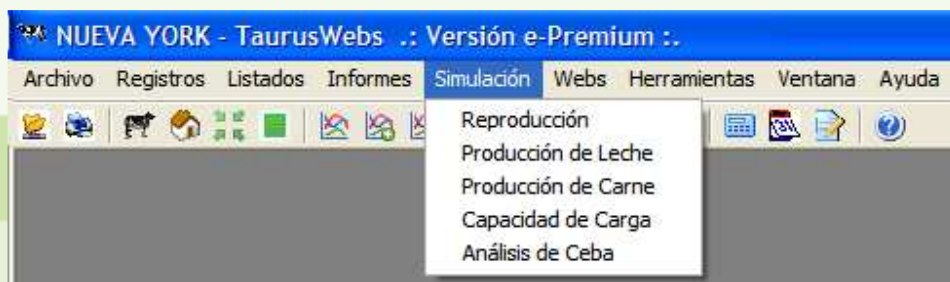 NUEVA YORK - TaurusWebs .: Versión e-Premium :.
Archivo Registros Listados Informes Simulación Webs Herramientas Ventana Ayuda
Reproducción
Producción de Leche
Producción de Carne
Capacidad de Carga
Análisis de Ceba